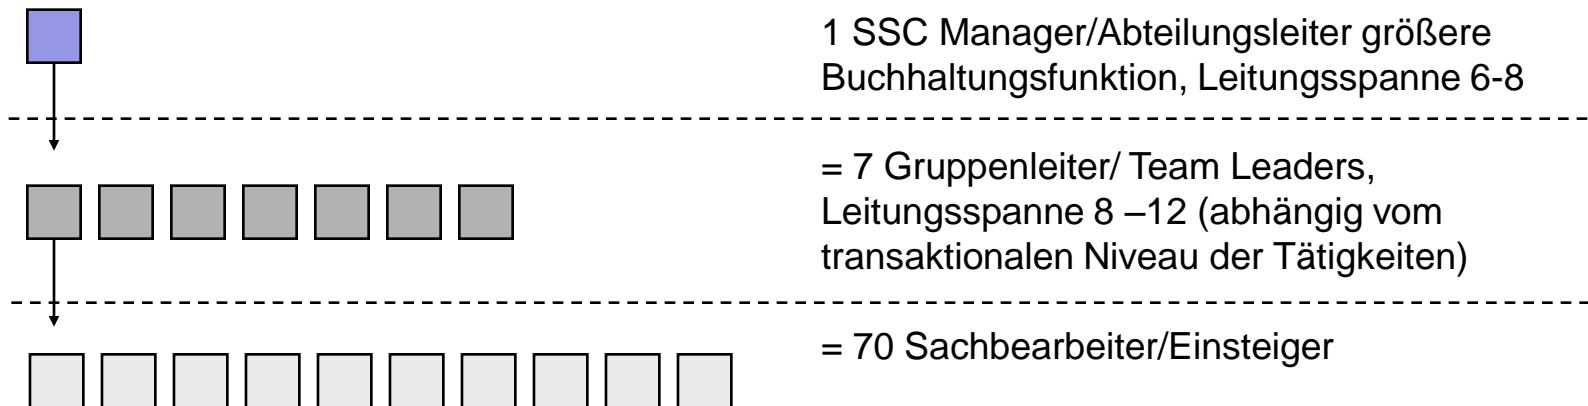 1 SSC Manager/Abteilungsleiter größere
Buchhaltungsfunktion, Leitungsspanne 6-8
= 7 Gruppenleiter/ Team Leaders,
Leitungsspanne 8 –12 (abhängig vom
transaktionalen Niveau der Tätigkeiten)
= 70 Sachbearbeiter/Einsteiger